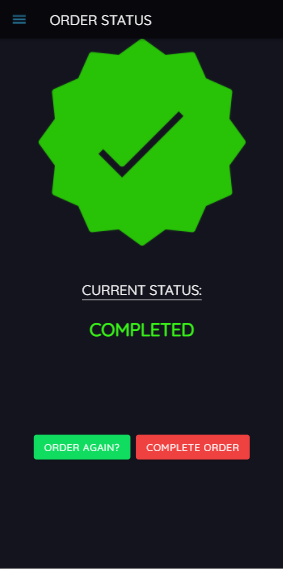 ORDER STATUS
CURRENT STATUS:
COMPLETED
ORDER AGAIN? COMPLETE ORDER